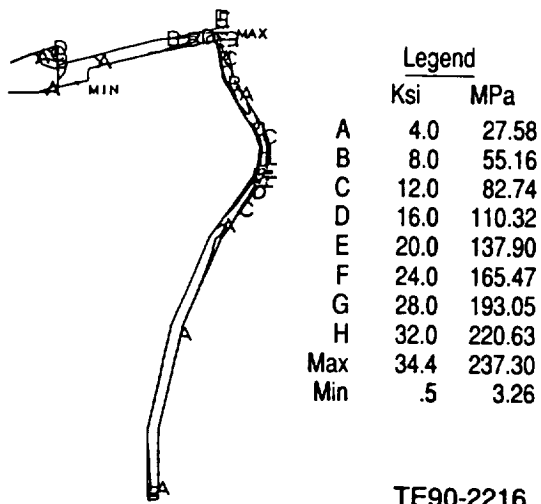 MAX
MIN
Legend
Ksi MPa
A 4.0 27.58
B 8.0 55.16
C 12.0 82.74
D 16.0 110.32
E 20.0 137.90
F 24.0 165.47
G 28.0 193.05
H 32.0 220.63
Max 34.4 237.30
Min .5 3.26
A
A
A
A
C
A
C
C
A
A
A
TE90-2216